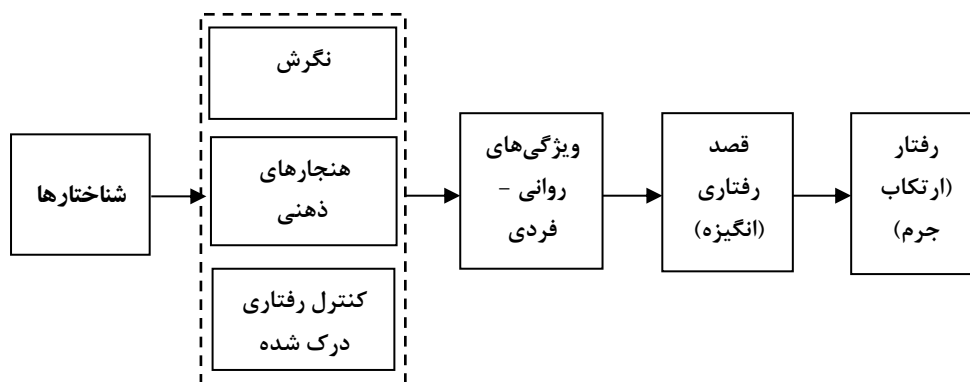 شناختارها
نگرش
هنجارهای
ذهنی
کنترل رفتاری
درک شده
ویژگی‌های
روانی –
فردی
قصد
رفتاری
(انگیزه)
رفتار
(ارتکاب
جرم)